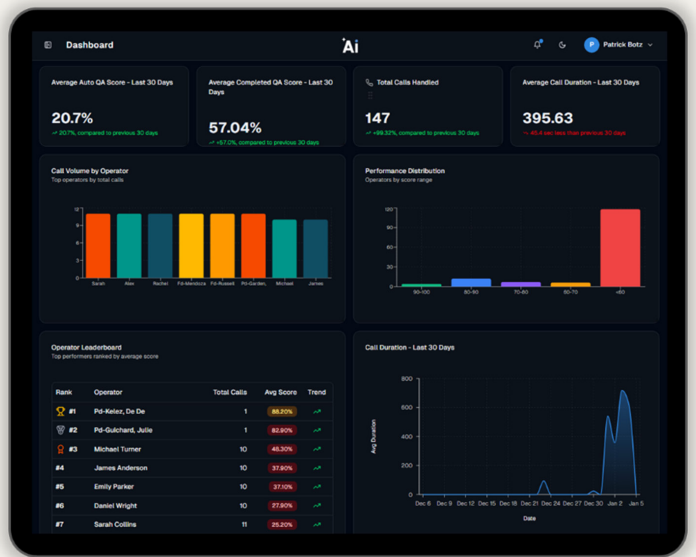 Dashboard
Ai
P
Patrick Botz
Average Auto QA Score - Last 30 Days
20.7%
20.7%, compared to previous 30 days
Average Completed QA Score - Last 30
Days
57.04%
+57.0%, compared to previous 30 days
Total Calls Handled
147
+99.32%, compared to previous 30 days
Average Call Duration - Last 30 Days
395.63
45.4 sec less than previous 30 days
Call Volume by Operator
Top operators by total calls
12
9
6
3
0
Sarah
Alex
Rachel
Pd-Mendoza
Pd-Russell
Pd-Garden,
Michael
James
Performance Distribution
Operators by score range
120
90
60
30
0
90-100
80-90
70-80
60-70
<60
Operator Leaderboard
Top performers ranked by average score
Rank Operator Total Calls Avg Score Trend
#1 Pd-Kelez, De De 1 88.20%
#2 Pd-Guichard, Julie 1 82.90%
#3 Michael Turner 10 48.30%
#4 James Anderson 10 37.90%
#5 Emily Parker 10 37.10%
#6 Daniel Wright 10 27.90%
#7 Sarah Collins 11 25.20%
Call Duration - Last 30 Days
800
600
400
200
0
Avg Duration
Dec 6 Dec 9 Dec 12 Dec 15 Dec 18 Dec 21 Dec 24 Dec 27 Dec 30 Jan 2 Jan 5
Date